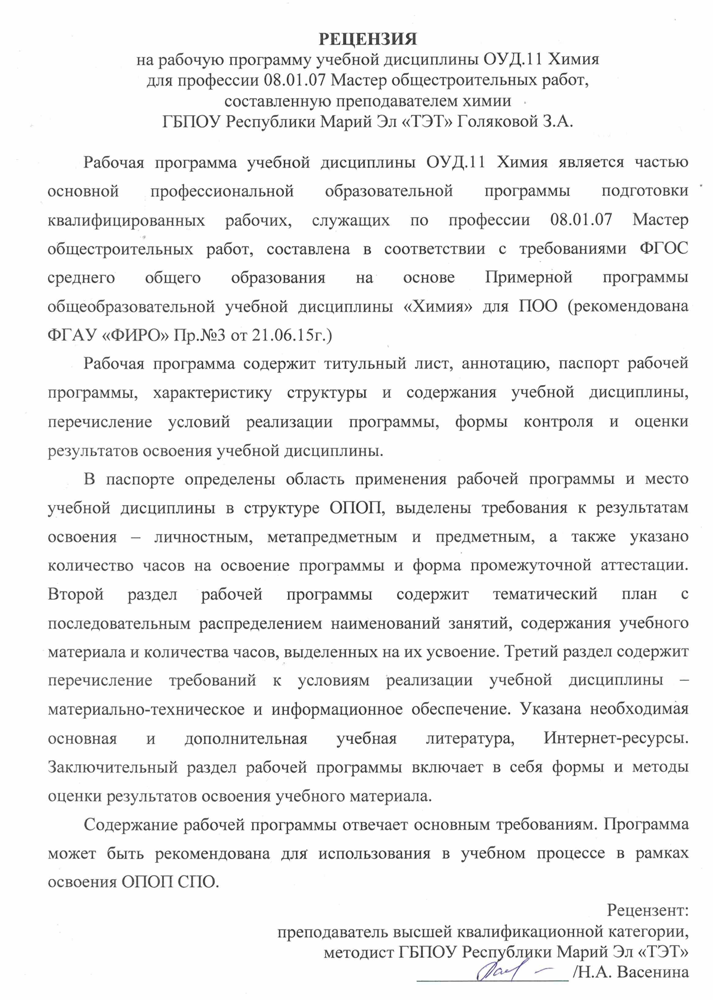 РЕЦЕНЗИЯ
на рабочую программу учебной дисциплины ОУД.11 Химия
для профессии 08.01.07 Мастер общестроительных работ,
составленную преподавателем химии
ГБПОУ Республики Марий Эл «ТЭТ» Голяковой З.А.
Рабочая программа учебной дисциплины ОУД.11 Химия является частью
основной профессиональной образовательной программы подготовки
квалифицированных рабочих, служащих по профессии 08.01.07 Мастер
общестроительных работ, составлена в соответствии с требованиями ФГОС
среднего общего образования на основе Примерной программы
общеобразовательной учебной дисциплины «Химия» для ПОО (рекомендована
ФГАУ «ФИРО» Пр.№3 от 21.06.15г.)
Рабочая программа содержит титульный лист, аннотацию, паспорт рабочей
программы, характеристику структуры и содержания учебной дисциплины,
перечисление условий реализации программы, формы контроля и оценки
результатов освоения учебной дисциплины.
В паспорте определены область применения рабочей программы и место
учебной дисциплины в структуре ОПОП, выделены требования к результатам
освоения – личностным, метапредметным и предметным, а также указано
количество часов на освоение программы и форма промежуточной аттестации.
Второй раздел рабочей программы содержит тематический план с
последовательным распределением наименований занятий, содержания учебного
материала и количества часов, выделенных на их усвоение. Третий раздел содержит
перечисление требований к условиям реализации учебной дисциплины –
материально-техническое и информационное обеспечение. Указана необходимая
основная и дополнительная учебная литература, Интернет-ресурсы.
Заключительный раздел рабочей программы включает в себя формы и методы
оценки результатов освоения учебного материала.
Содержание рабочей программы отвечает основным требованиям. Программа
может быть рекомендована для использования в учебном процессе в рамках
освоения ОПОП СПО.
Рецензент:
преподаватель высшей квалификационной категории,
методист ГБПОУ Республики Марий Эл «ТЭТ»
/Н.А. Васенина